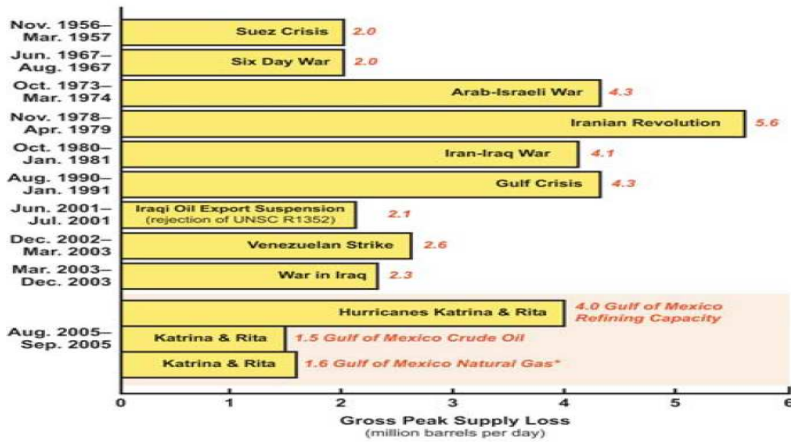 Nov. 1956–
Mar. 1957
Suez Crisis
2.0
Jun. 1967–
Aug. 1967
Six Day War
2.0
Oct. 1973–
Mar. 1974
Arab-Israeli War
4.3
Nov. 1978–
Apr. 1979
Iranian Revolution
5.6
Oct. 1980–
Jan. 1981
Iran-Iraq War
4.1
Aug. 1990–
Jan. 1991
Gulf Crisis
4.3
Jun. 2001–
Jul. 2001
Iraqi Oil Export Suspension
(rejection of UNSC R1352)
2.1
Dec. 2002–
Mar. 2003
Venezuelan Strike
2.6
Mar. 2003–
Dec. 2003
War in Iraq
2.3
Aug. 2005–
Sep. 2005
Hurricanes Katrina & Rita
4.0 Gulf of Mexico
Refining Capacity
Katrina & Rita
1.5 Gulf of Mexico Crude Oil
Katrina & Rita
1.6 Gulf of Mexico Natural Gas*
0 1 2 3 4 5 6
Gross Peak Supply Loss
(million barrels per day)